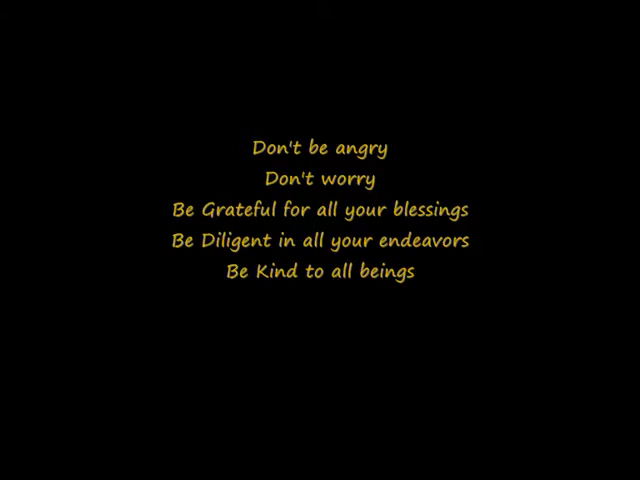 Don't be angry
Don't worry
Be Grateful for all your blessings
Be Diligent in all your endeavors
Be Kind to all beings